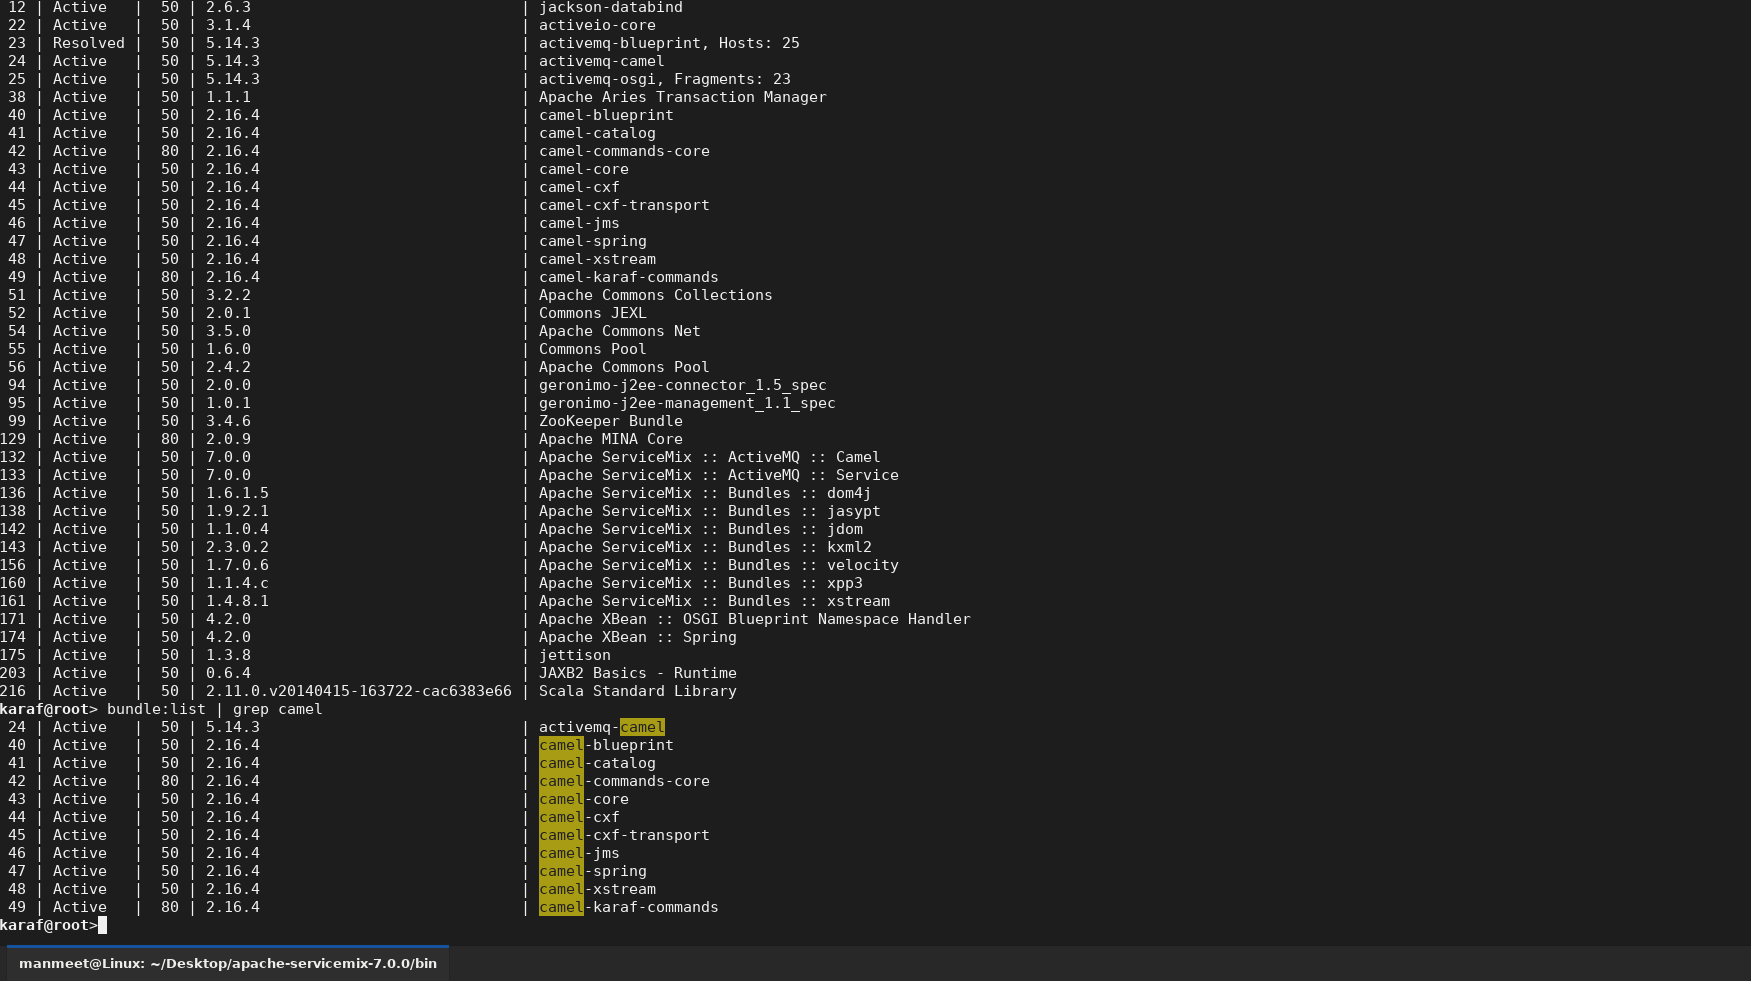 12 | Active   |  50 | 2.6.3                              | jackson-databind
 22 | Active   |  50 | 3.1.4                              | activeio-core
 23 | Resolved |  50 | 5.14.3                             | activemq-blueprint, Hosts: 25
 24 | Active   |  50 | 5.14.3                             | activemq-camel
 25 | Active   |  50 | 5.14.3                             | activemq-osgi, Fragments: 23
 38 | Active   |  50 | 1.1.1                              | Apache Aries Transaction Manager
 40 | Active   |  50 | 2.16.4                             | camel-blueprint
 41 | Active   |  50 | 2.16.4                             | camel-catalog
 42 | Active   |  80 | 2.16.4                             | camel-commands-core
 43 | Active   |  50 | 2.16.4                             | camel-core
 44 | Active   |  50 | 2.16.4                             | camel-cxf
 45 | Active   |  50 | 2.16.4                             | camel-cxf-transport
 46 | Active   |  50 | 2.16.4                             | camel-jms
 47 | Active   |  50 | 2.16.4                             | camel-spring
 48 | Active   |  50 | 2.16.4                             | camel-xstream
 49 | Active   |  80 | 2.16.4                             | camel-karaf-commands
 51 | Active   |  50 | 3.2.2                              | Apache Commons Collections
 52 | Active   |  50 | 2.0.1                              | Commons JEXL
 54 | Active   |  50 | 3.5.0                              | Apache Commons Net
 55 | Active   |  50 | 1.6.0                              | Commons Pool
 56 | Active   |  50 | 2.4.2                              | Apache Commons Pool
 94 | Active   |  50 | 2.0.0                              | geronimo-j2ee-connector_1.5_spec
 95 | Active   |  50 | 1.0.1                              | geronimo-j2ee-management_1.1_spec
 99 | Active   |  50 | 3.4.6                              | ZooKeeper Bundle
129 | Active   |  80 | 2.0.9                              | Apache MINA Core
132 | Active   |  50 | 7.0.0                              | Apache ServiceMix :: ActiveMQ :: Camel
133 | Active   |  50 | 7.0.0                              | Apache ServiceMix :: ActiveMQ :: Service
136 | Active   |  50 | 1.6.1.5                            | Apache ServiceMix :: Bundles :: dom4j
138 | Active   |  50 | 1.9.2.1                            | Apache ServiceMix :: Bundles :: jasypt
142 | Active   |  50 | 1.1.0.4                            | Apache ServiceMix :: Bundles :: jdom
143 | Active   |  50 | 2.3.0.2                            | Apache ServiceMix :: Bundles :: kxml2
156 | Active   |  50 | 1.7.0.6                            | Apache ServiceMix :: Bundles :: velocity
160 | Active   |  50 | 1.1.4.c                            | Apache ServiceMix :: Bundles :: xpp3
161 | Active   |  50 | 1.4.8.1                            | Apache ServiceMix :: Bundles :: xstream
171 | Active   |  50 | 4.2.0                              | Apache XBean :: OSGI Blueprint Namespace Handler
174 | Active   |  50 | 4.2.0                              | Apache XBean :: Spring
175 | Active   |  50 | 1.3.8                              | jettison
203 | Active   |  50 | 0.6.4                              | JAXB2 Basics - Runtime
216 | Active   |  50 | 2.11.0.v20140415-163722-cac6383e66 | Scala Standard Library
karaf@root> bundle:list | grep camel
 24 | Active   |  50 | 5.14.3                             | activemq-camel
 40 | Active   |  50 | 2.16.4                             | camel-blueprint
 41 | Active   |  50 | 2.16.4                             | camel-catalog
 42 | Active   |  80 | 2.16.4                             | camel-commands-core
 43 | Active   |  50 | 2.16.4                             | camel-core
 44 | Active   |  50 | 2.16.4                             | camel-cxf
 45 | Active   |  50 | 2.16.4                             | camel-cxf-transport
 46 | Active   |  50 | 2.16.4                             | camel-jms
 47 | Active   |  50 | 2.16.4                             | camel-spring
 48 | Active   |  50 | 2.16.4                             | camel-xstream
 49 | Active   |  80 | 2.16.4                             | camel-karaf-commands
karaf@root>
manmeet@Linux: ~/Desktop/apache-servicemix-7.0.0/bin